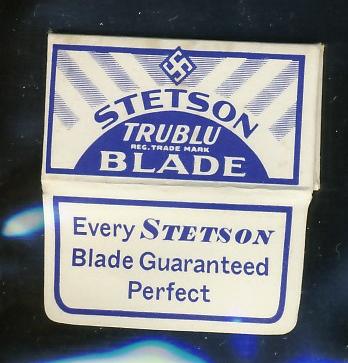 STETSON
TRUBLU
REG. TRADE MARK
BLADE
Every STETSON
Blade Guaranteed
Perfect